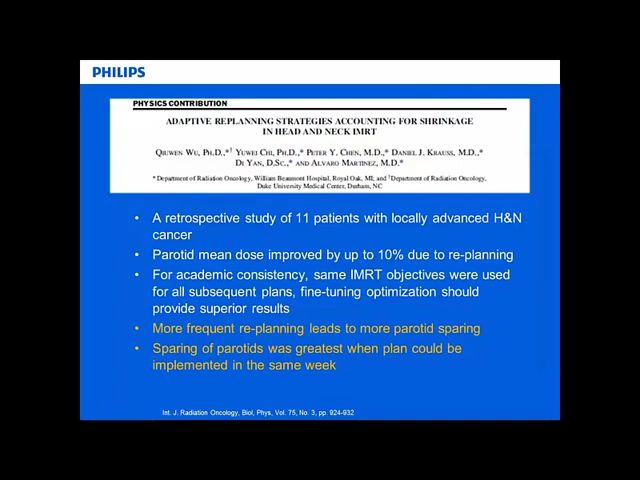 PHILIPS
PHYSICS CONTRIBUTION
ADAPTIVE REPLANNING STRATEGIES ACCOUNTING FOR SHRINKAGE
IN HEAD AND NECK IMRT
QIUWEN WU, PH.D.,*† YUWEI CHI, PH.D.,* PETER Y. CHEN, M.D.,* DANIEL J. KRAUSS, M.D.,*
DI YAN, D.SC.,* AND ALVARO MARTINEZ, M.D.*
*Department of Radiation Oncology, William Beaumont Hospital, Royal Oak, MI; and †Department of Radiation Oncology,
Duke University Medical Center, Durham, NC
• A retrospective study of 11 patients with locally advanced H&N
cancer
• Parotid mean dose improved by up to 10% due to re-planning
• For academic consistency, same IMRT objectives were used
for all subsequent plans, fine-tuning optimization should
provide superior results
• More frequent re-planning leads to more parotid sparing
• Sparing of parotids was greatest when plan could be
implemented in the same week
Int. J. Radiation Oncology, Biol, Phys, Vol. 75, No. 3, pp. 924-932